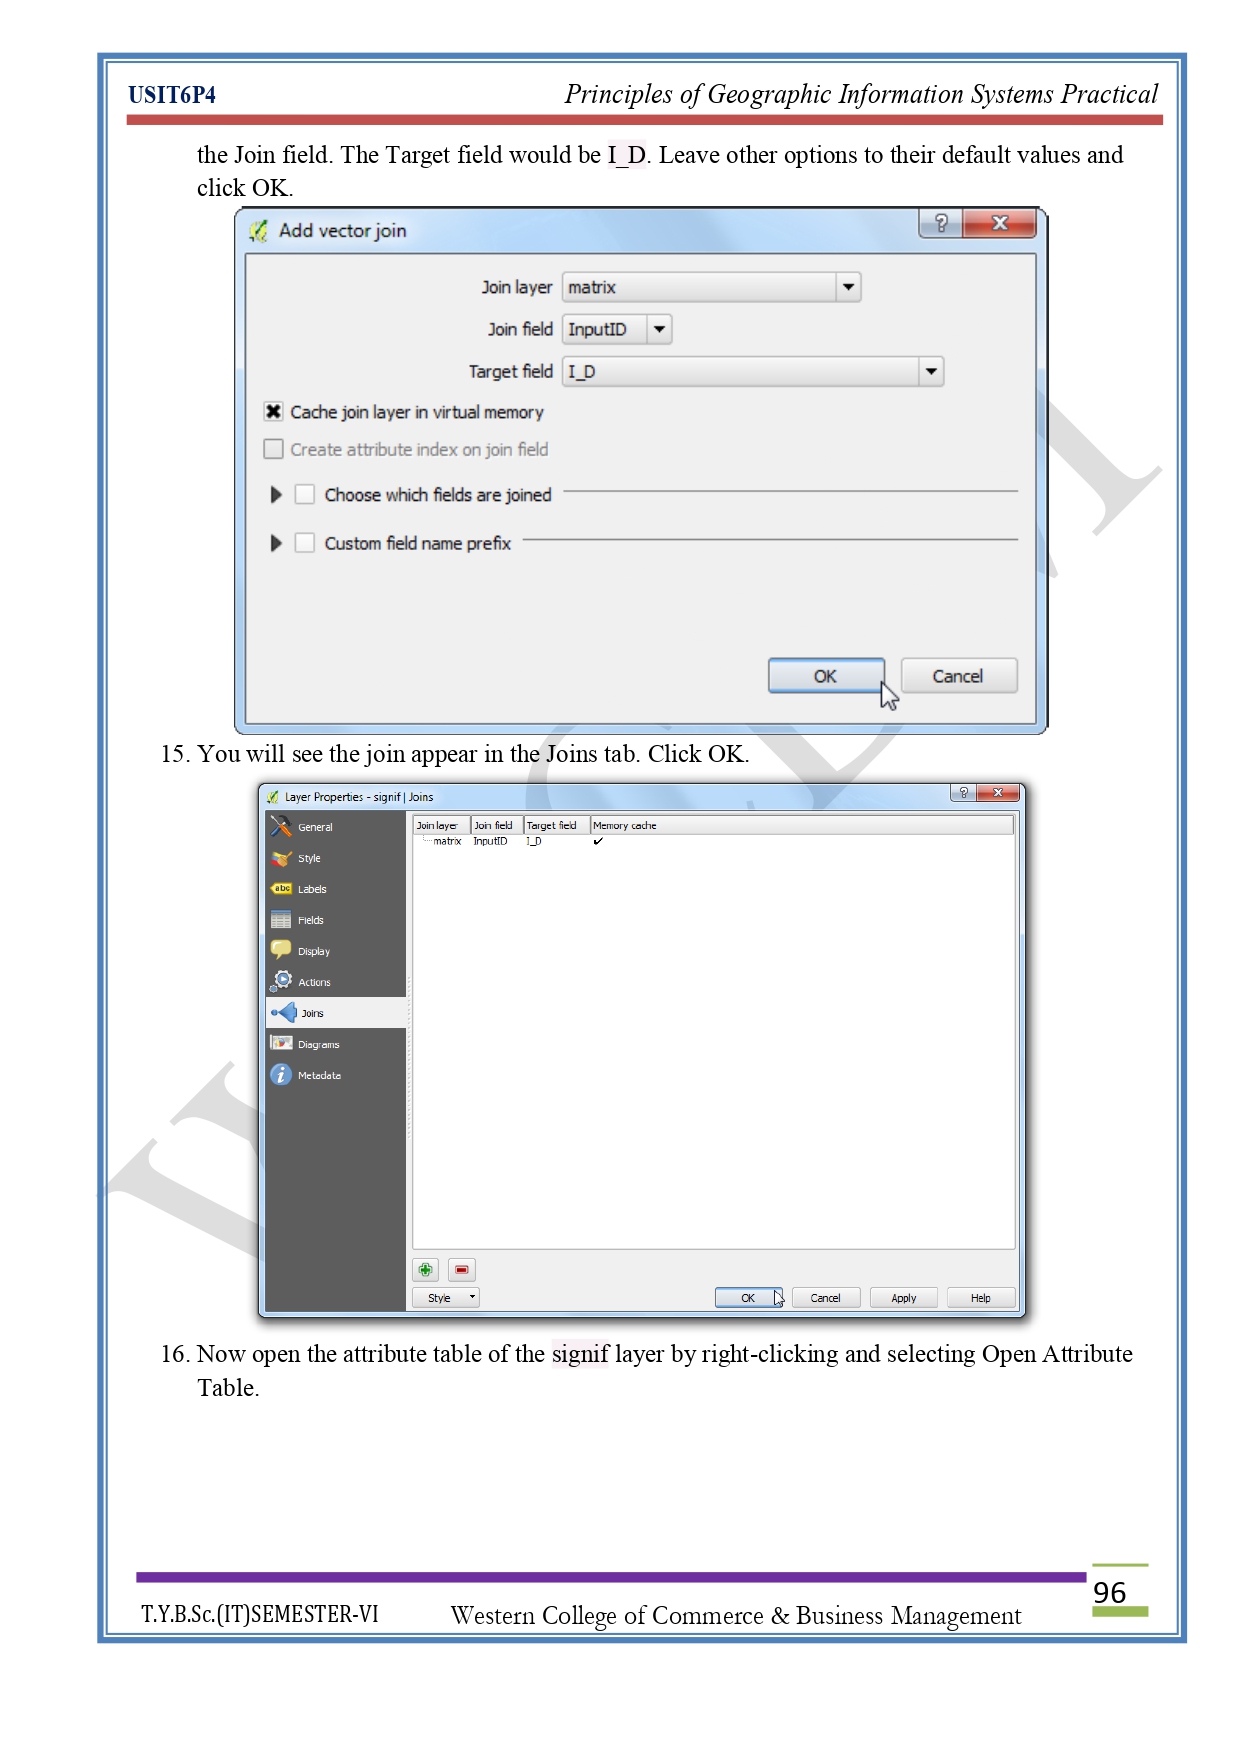 USIT6P4 Principles of Geographic Information Systems Practical
the Join field. The Target field would be I_D. Leave other options to their default values and
click OK.
Add vector join
Join layer matrix
Join field InputID
Target field I_D
Cache join layer in virtual memory
Create attribute index on join field
Choose which fields are joined
Custom field name prefix
OK Cancel
15. You will see the join appear in the Joins tab. Click OK.
Layer Properties - signif | Joins
General
Style
Labels
Fields
Display
Actions
Joins
Diagrams
Metadata
Join layer Join field Target field Memory cache
matrix InputID I_D
Style OK Cancel Apply Help
16. Now open the attribute table of the signif layer by right-clicking and selecting Open Attribute
Table.
96
T.Y.B.Sc.(IT)SEMESTER-VI Western College of Commerce & Business Management